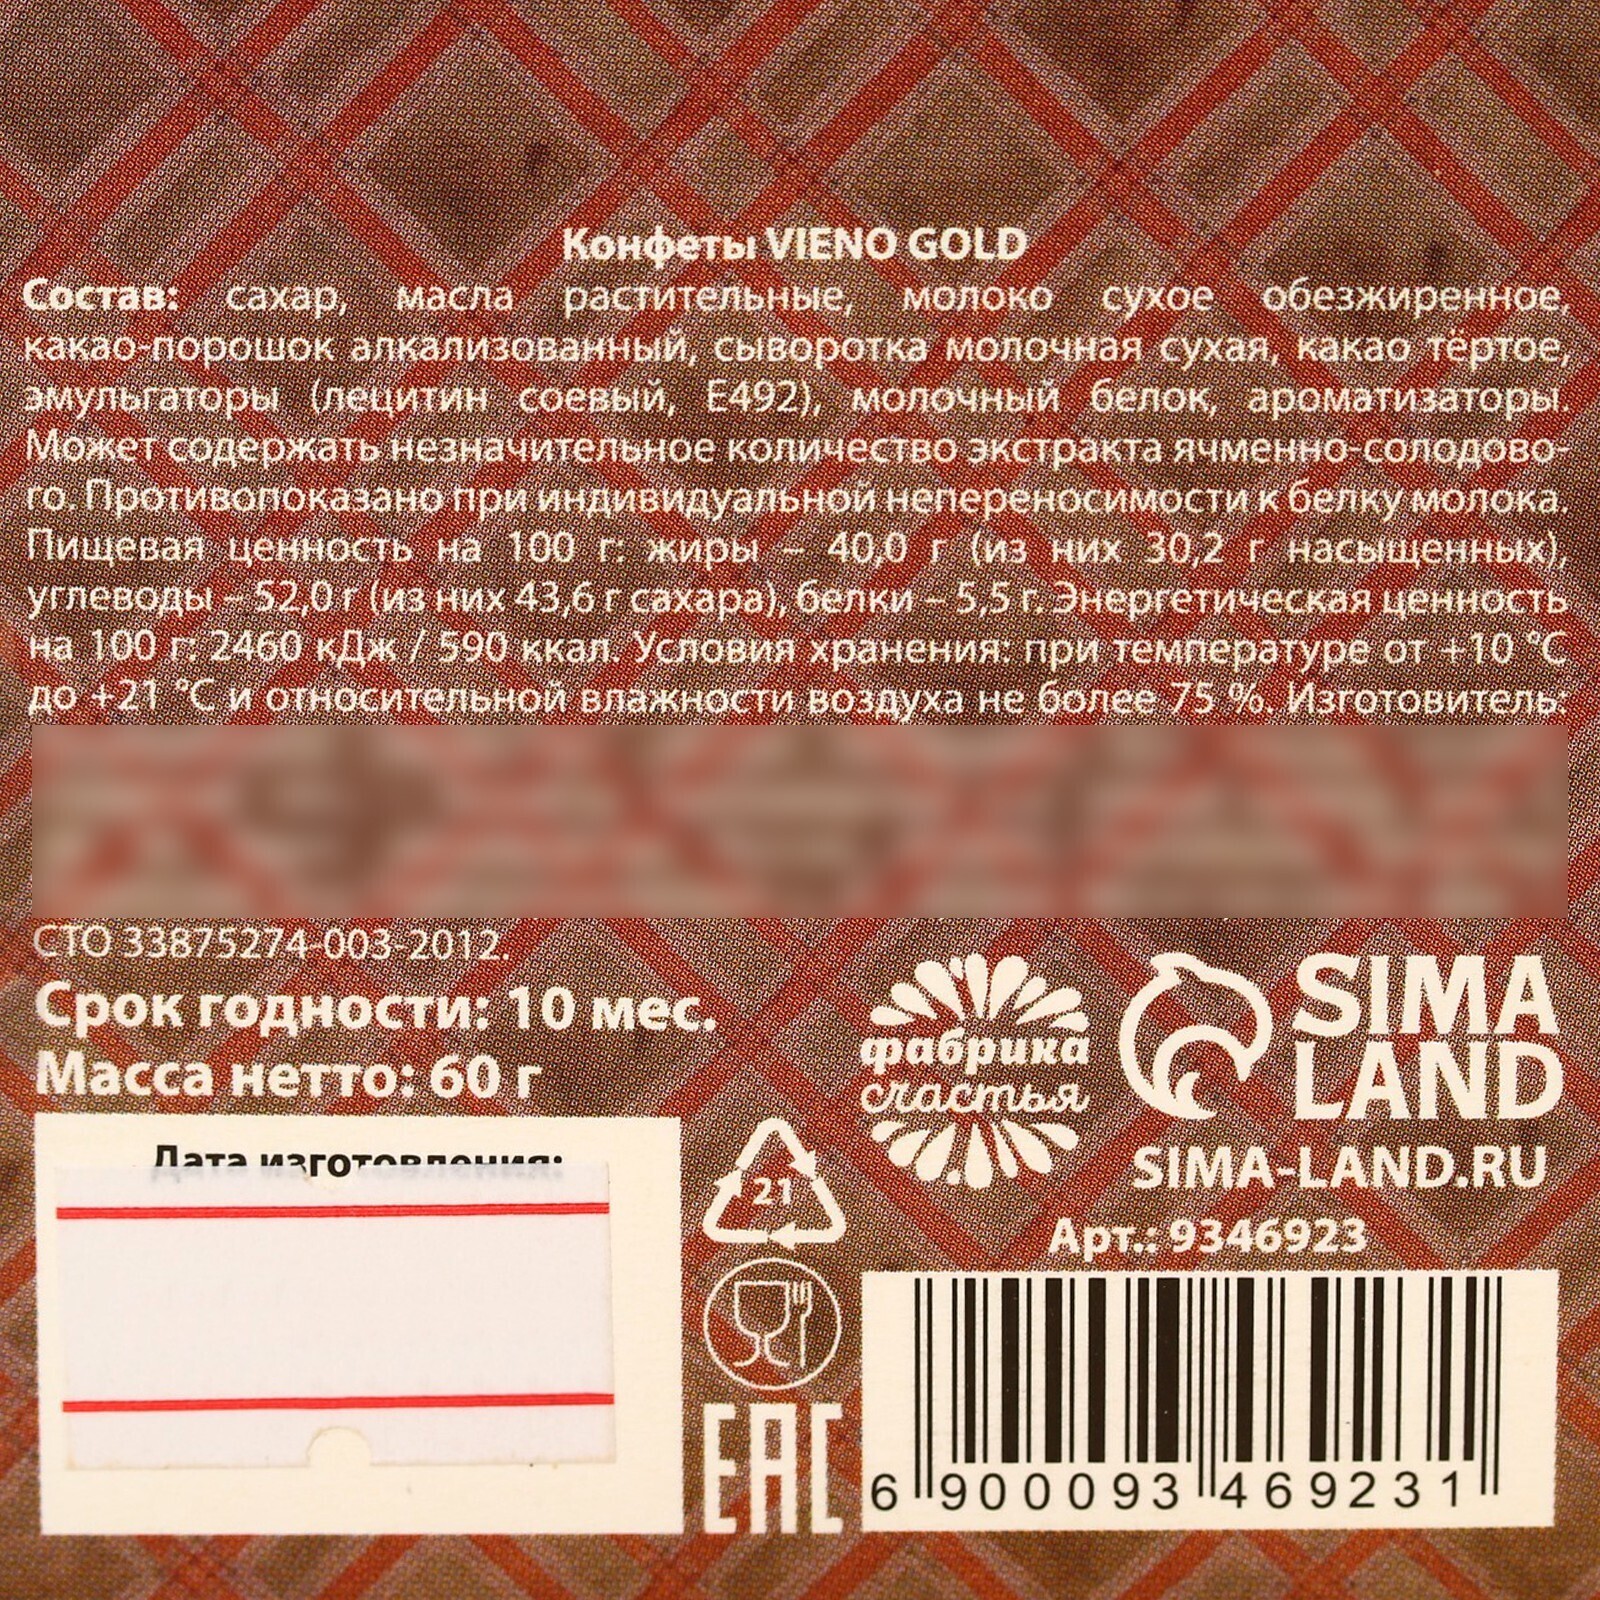 Конфеты VIENO GOLD
Состав: сахар, масла растительные, молоко сухое обезжиренное,
какао-порошок алкализованный, сыворотка молочная сухая, какао тёртое,
эмульгаторы (лецитин соевый, Е492), молочный белок, ароматизаторы.
Может содержать незначительное количество экстракта ячменно-солодово-
го. Противопоказано при индивидуальной непереносимости к белку молока.
Пищевая ценность на 100 г: жиры – 40,0 г (из них 30,2 г насыщенных),
углеводы – 52,0 г (из них 43,6 г сахара), белки – 5,5 г. Энергетическая ценность
на 100 г: 2460 кДж / 590 ккал. Условия хранения: при температуре от +10 °С
до +21 °С и относительной влажности воздуха не более 75 %. Изготовитель:
СТО 33875274-003-2012.
Срок годности: 10 мес.
Масса нетто: 60 г
Дата изготовления:
21
EAC
фабрика
счастья
SIMA
LAND
SIMA-LAND.RU
Арт.: 9346923
6 900093 469231